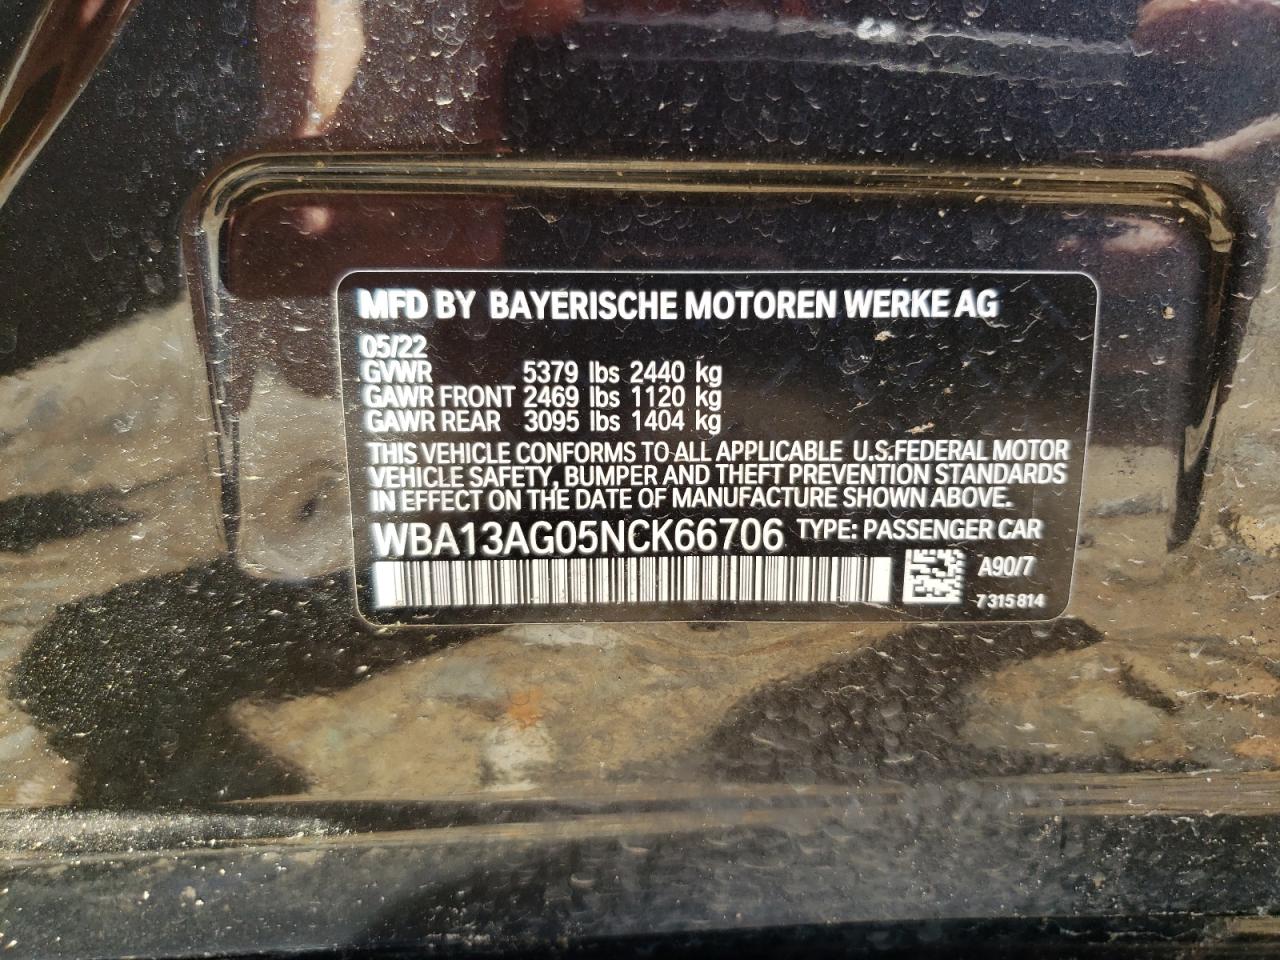 MFD BY BAYERISCHE MOTOREN WERKE AG
05/22
GVWR 5379 lbs 2440 kg
GAWR FRONT 2469 lbs 1120 kg
GAWR REAR 3095 lbs 1404 kg
THIS VEHICLE CONFORMS TO ALL APPLICABLE U.S.FEDERAL MOTOR
VEHICLE SAFETY, BUMPER AND THEFT PREVENTION STANDARDS
IN EFFECT ON THE DATE OF MANUFACTURE SHOWN ABOVE.
WBA13AG05NCK66706 TYPE: PASSENGER CAR
A90/7
7 315 814